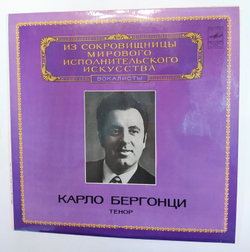 ИЗ СОКРОВИЩНИЦЫ
МИРОВОГО
ИСПОЛНИТЕЛЬСКОГО
ИСКУССТВА
ВОКАЛИСТЫ
КАРЛО БЕРГОНЦИ
ТЕНОР